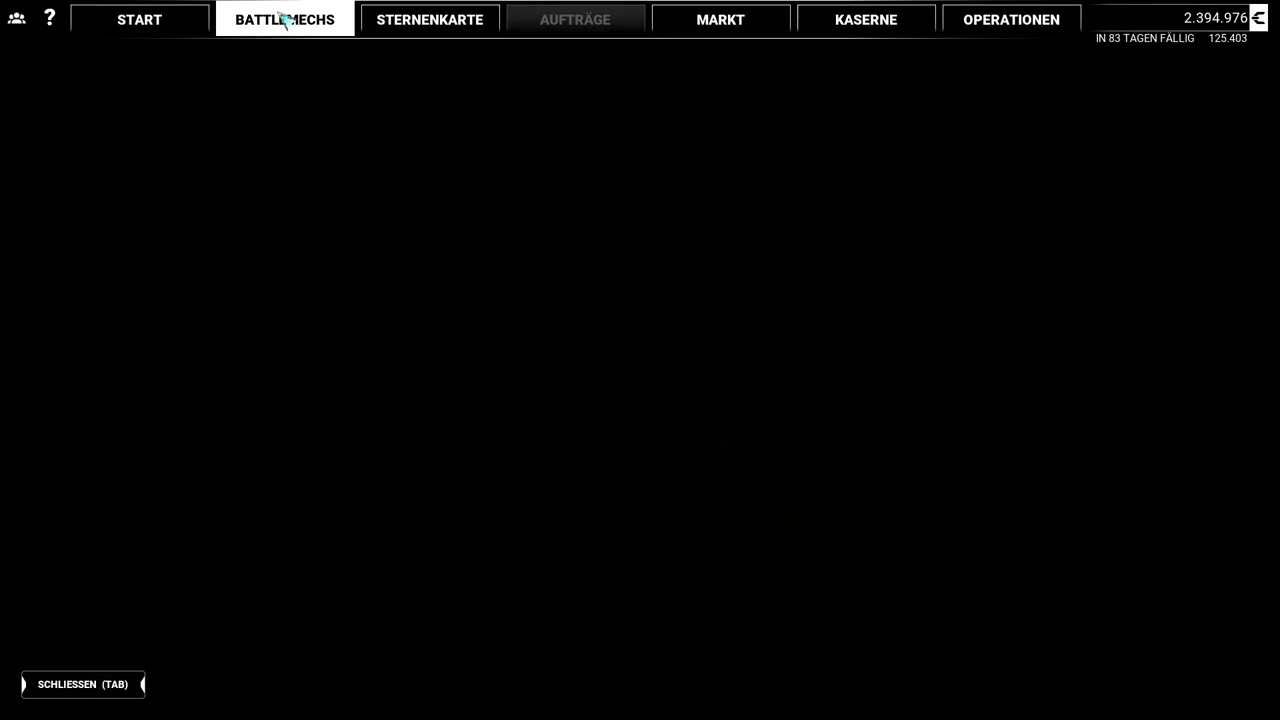 ?
START
BATTLEMECHS
STERNENKARTE
AUFTRÄGE
MARKT
KASERNE
OPERATIONEN
2.394.976
IN 83 TAGEN FÄLLIG 125.403
SCHLIESSEN (TAB)